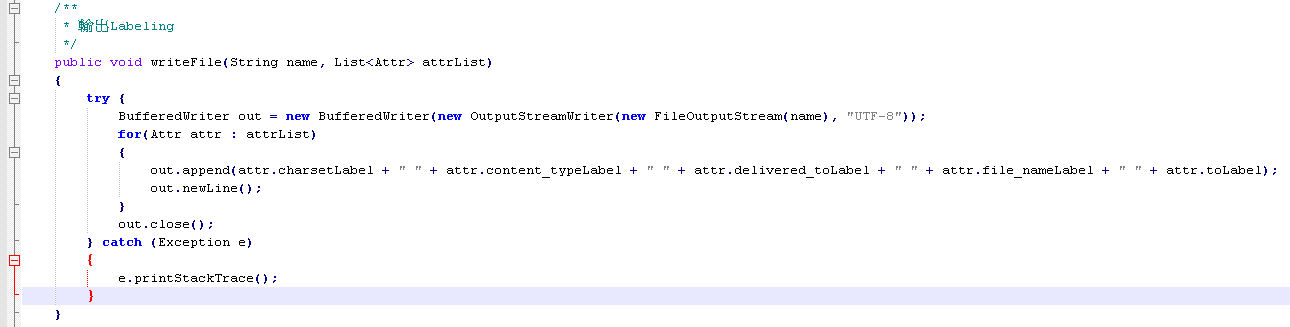 /**
 * 輸出Labeling
 */
public void writeFile(String name, List<Attr> attrList)
{
    try {
        BufferedWriter out = new BufferedWriter(new OutputStreamWriter(new FileOutputStream(name), "UTF-8"));
        for(Attr attr : attrList)
        {
            out.append(attr.charsetLabel + " " + attr.content_typeLabel + " " + attr.delivered_toLabel + " " + attr.file_nameLabel + " " + attr.toLabel);
            out.newLine();
        }
        out.close();
    } catch (Exception e)
    {
        e.printStackTrace();
    }
}